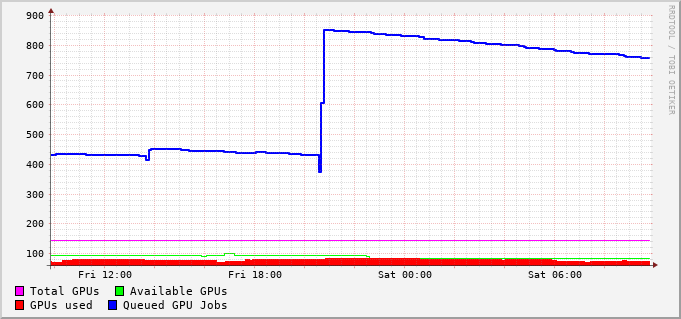 900
800
700
600
500
400
300
200
100
Fri 12:00 Fri 18:00 Sat 00:00 Sat 06:00
Total GPUs Available GPUs
GPUs used Queued GPU Jobs
RRDTOOL / TOBI OETIKER